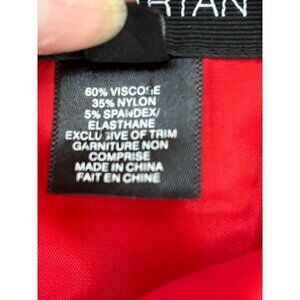 RTAN
60% VISCOSE
35% NYLON
5% SPANDEX/
ELASTHANE
EXCLUSIVE OF TRIM
GARNITURE NON
COMPRISE
MADE IN CHINA
FAIT EN CHINE